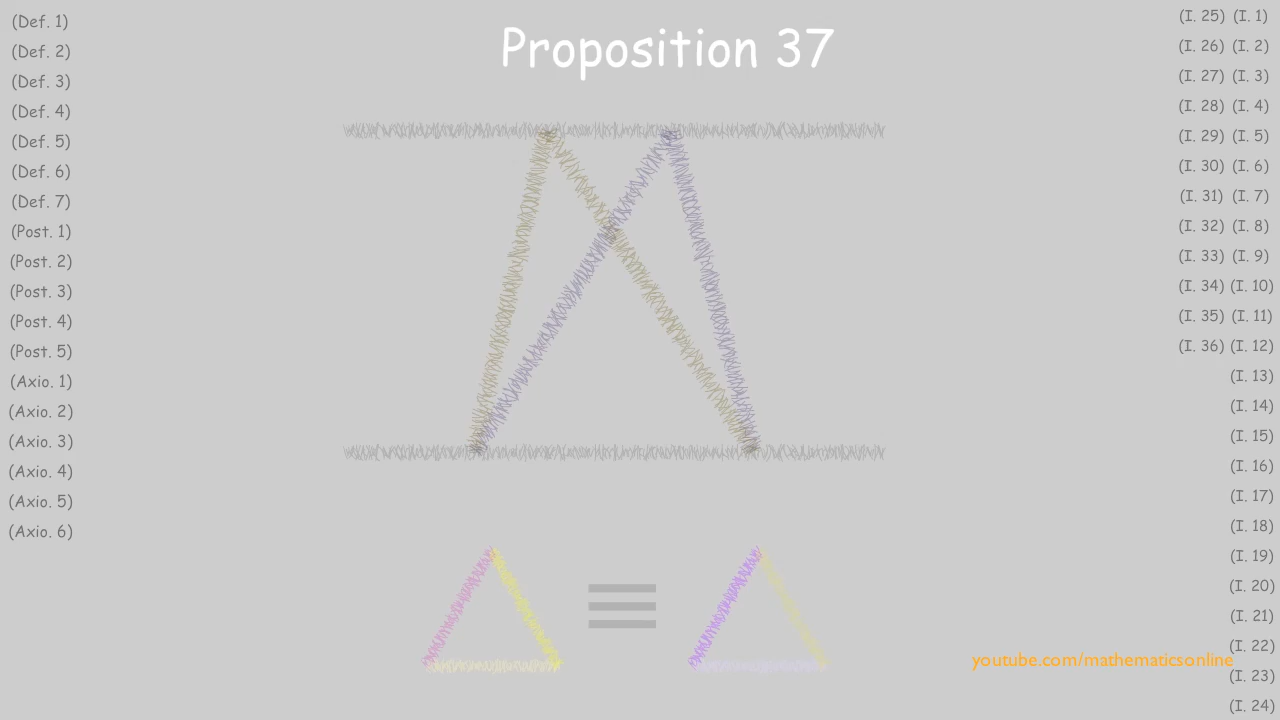 Proposition 37
(Def. 1)
(Def. 2)
(Def. 3)
(Def. 4)
(Def. 5)
(Def. 6)
(Def. 7)
(Post. 1)
(Post. 2)
(Post. 3)
(Post. 4)
(Post. 5)
(Axio. 1)
(Axio. 2)
(Axio. 3)
(Axio. 4)
(Axio. 5)
(Axio. 6)
(I. 25) (I. 1)
(I. 26) (I. 2)
(I. 27) (I. 3)
(I. 28) (I. 4)
(I. 29) (I. 5)
(I. 30) (I. 6)
(I. 31) (I. 7)
(I. 32) (I. 8)
(I. 33) (I. 9)
(I. 34) (I. 10)
(I. 35) (I. 11)
(I. 36) (I. 12)
(I. 13)
(I. 14)
(I. 15)
(I. 16)
(I. 17)
(I. 18)
(I. 19)
(I. 20)
(I. 21)
(I. 22)
youtube.com/mathematicsonline
(I. 23)
(I. 24)